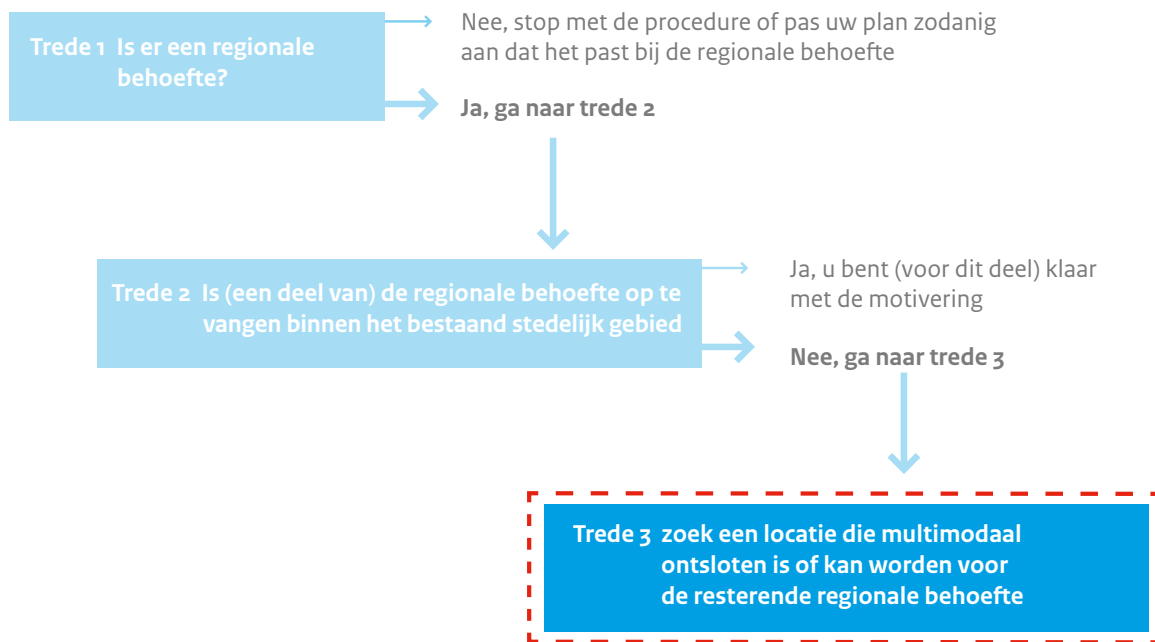 Trede 1 Is er een regionale
behoefte?
Nee, stop met de procedure of pas uw plan zodanig
aan dat het past bij de regionale behoefte
Ja, ga naar trede 2
Trede 2 Is (een deel van) de regionale behoefte op te
vangen binnen het bestaand stedelijk gebied
Ja, u bent (voor dit deel) klaar
met de motivering
Nee, ga naar trede 3
Trede 3 zoek een locatie die multimodaal
ontsloten is of kan worden voor
de resterende regionale behoefte